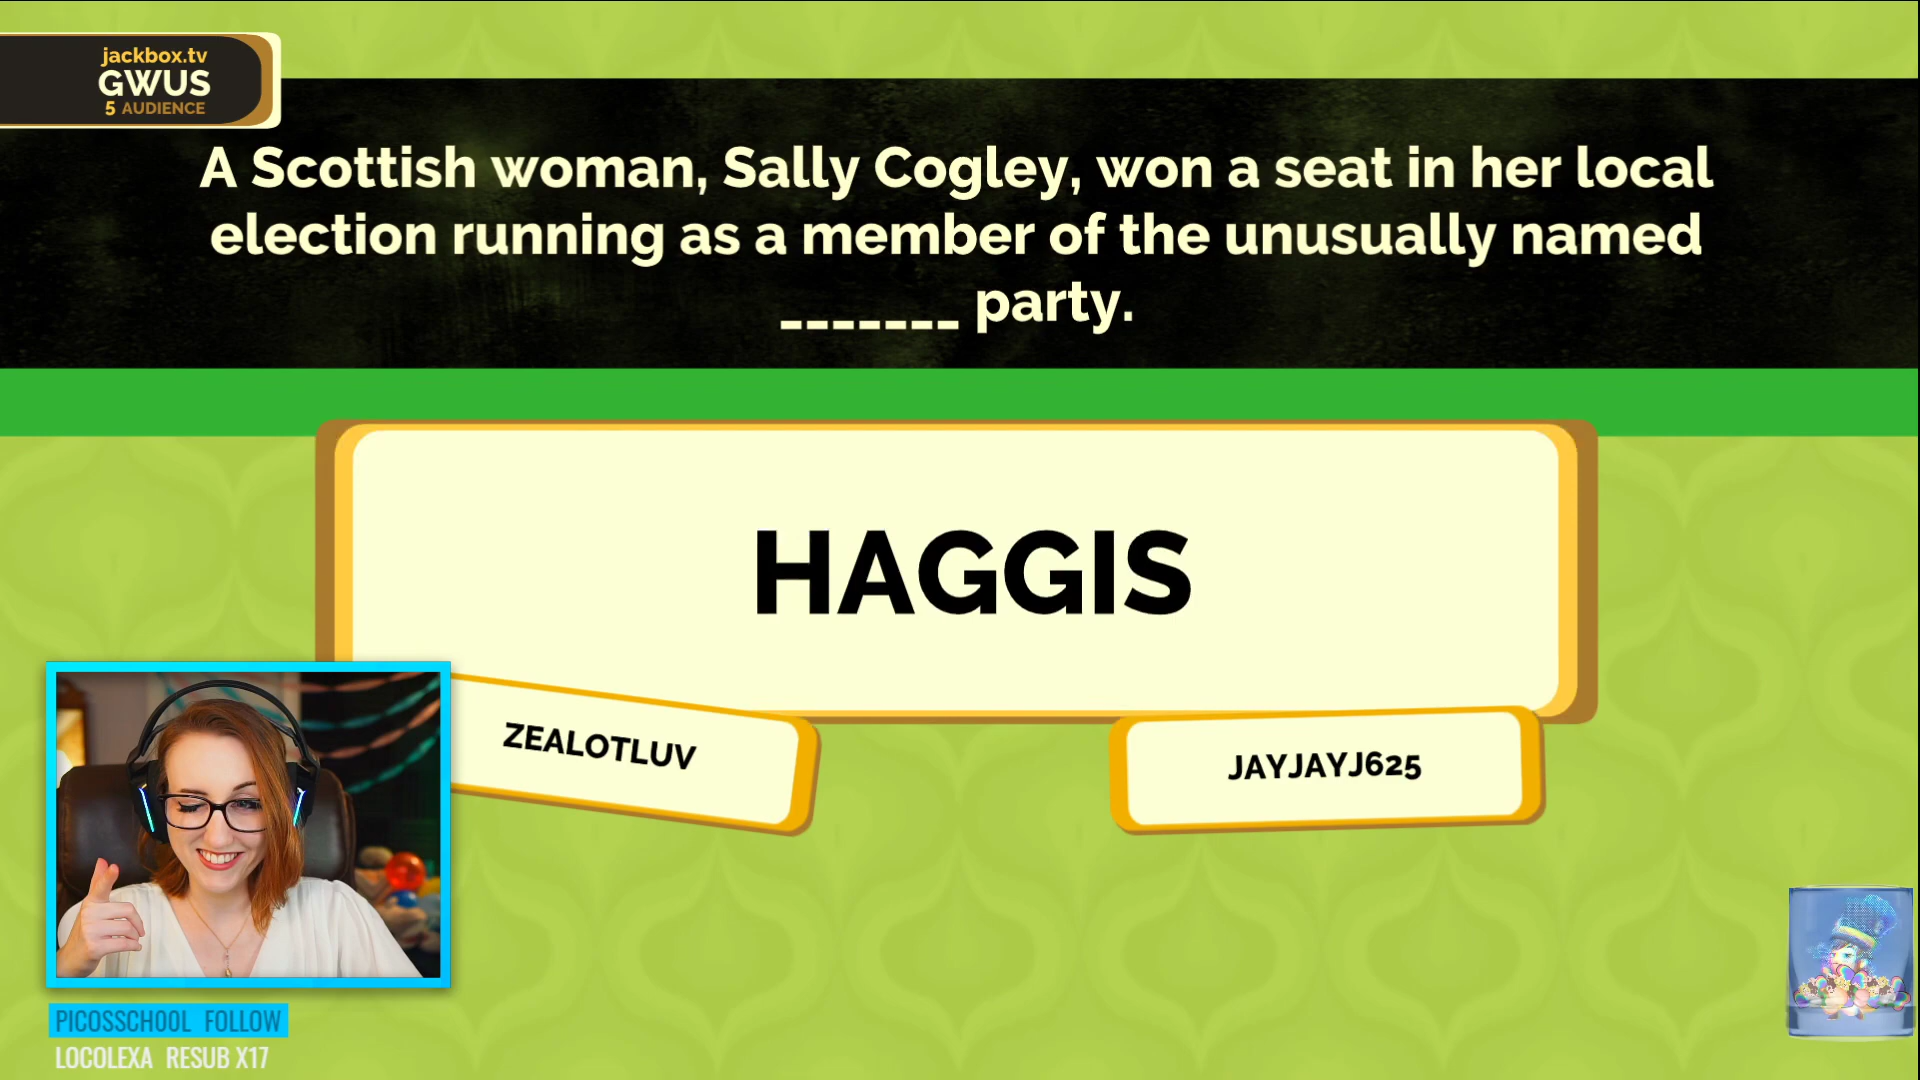 jackbox.tv
GWUS
5 AUDIENCE
A Scottish woman, Sally Cogley, won a seat in her local
election running as a member of the unusually named
_______ party.
HAGGIS
ZEALOTLUV
JAYJAYJ625
PICOSSCHOOL FOLLOW
LOCOLEXA RESUB X17